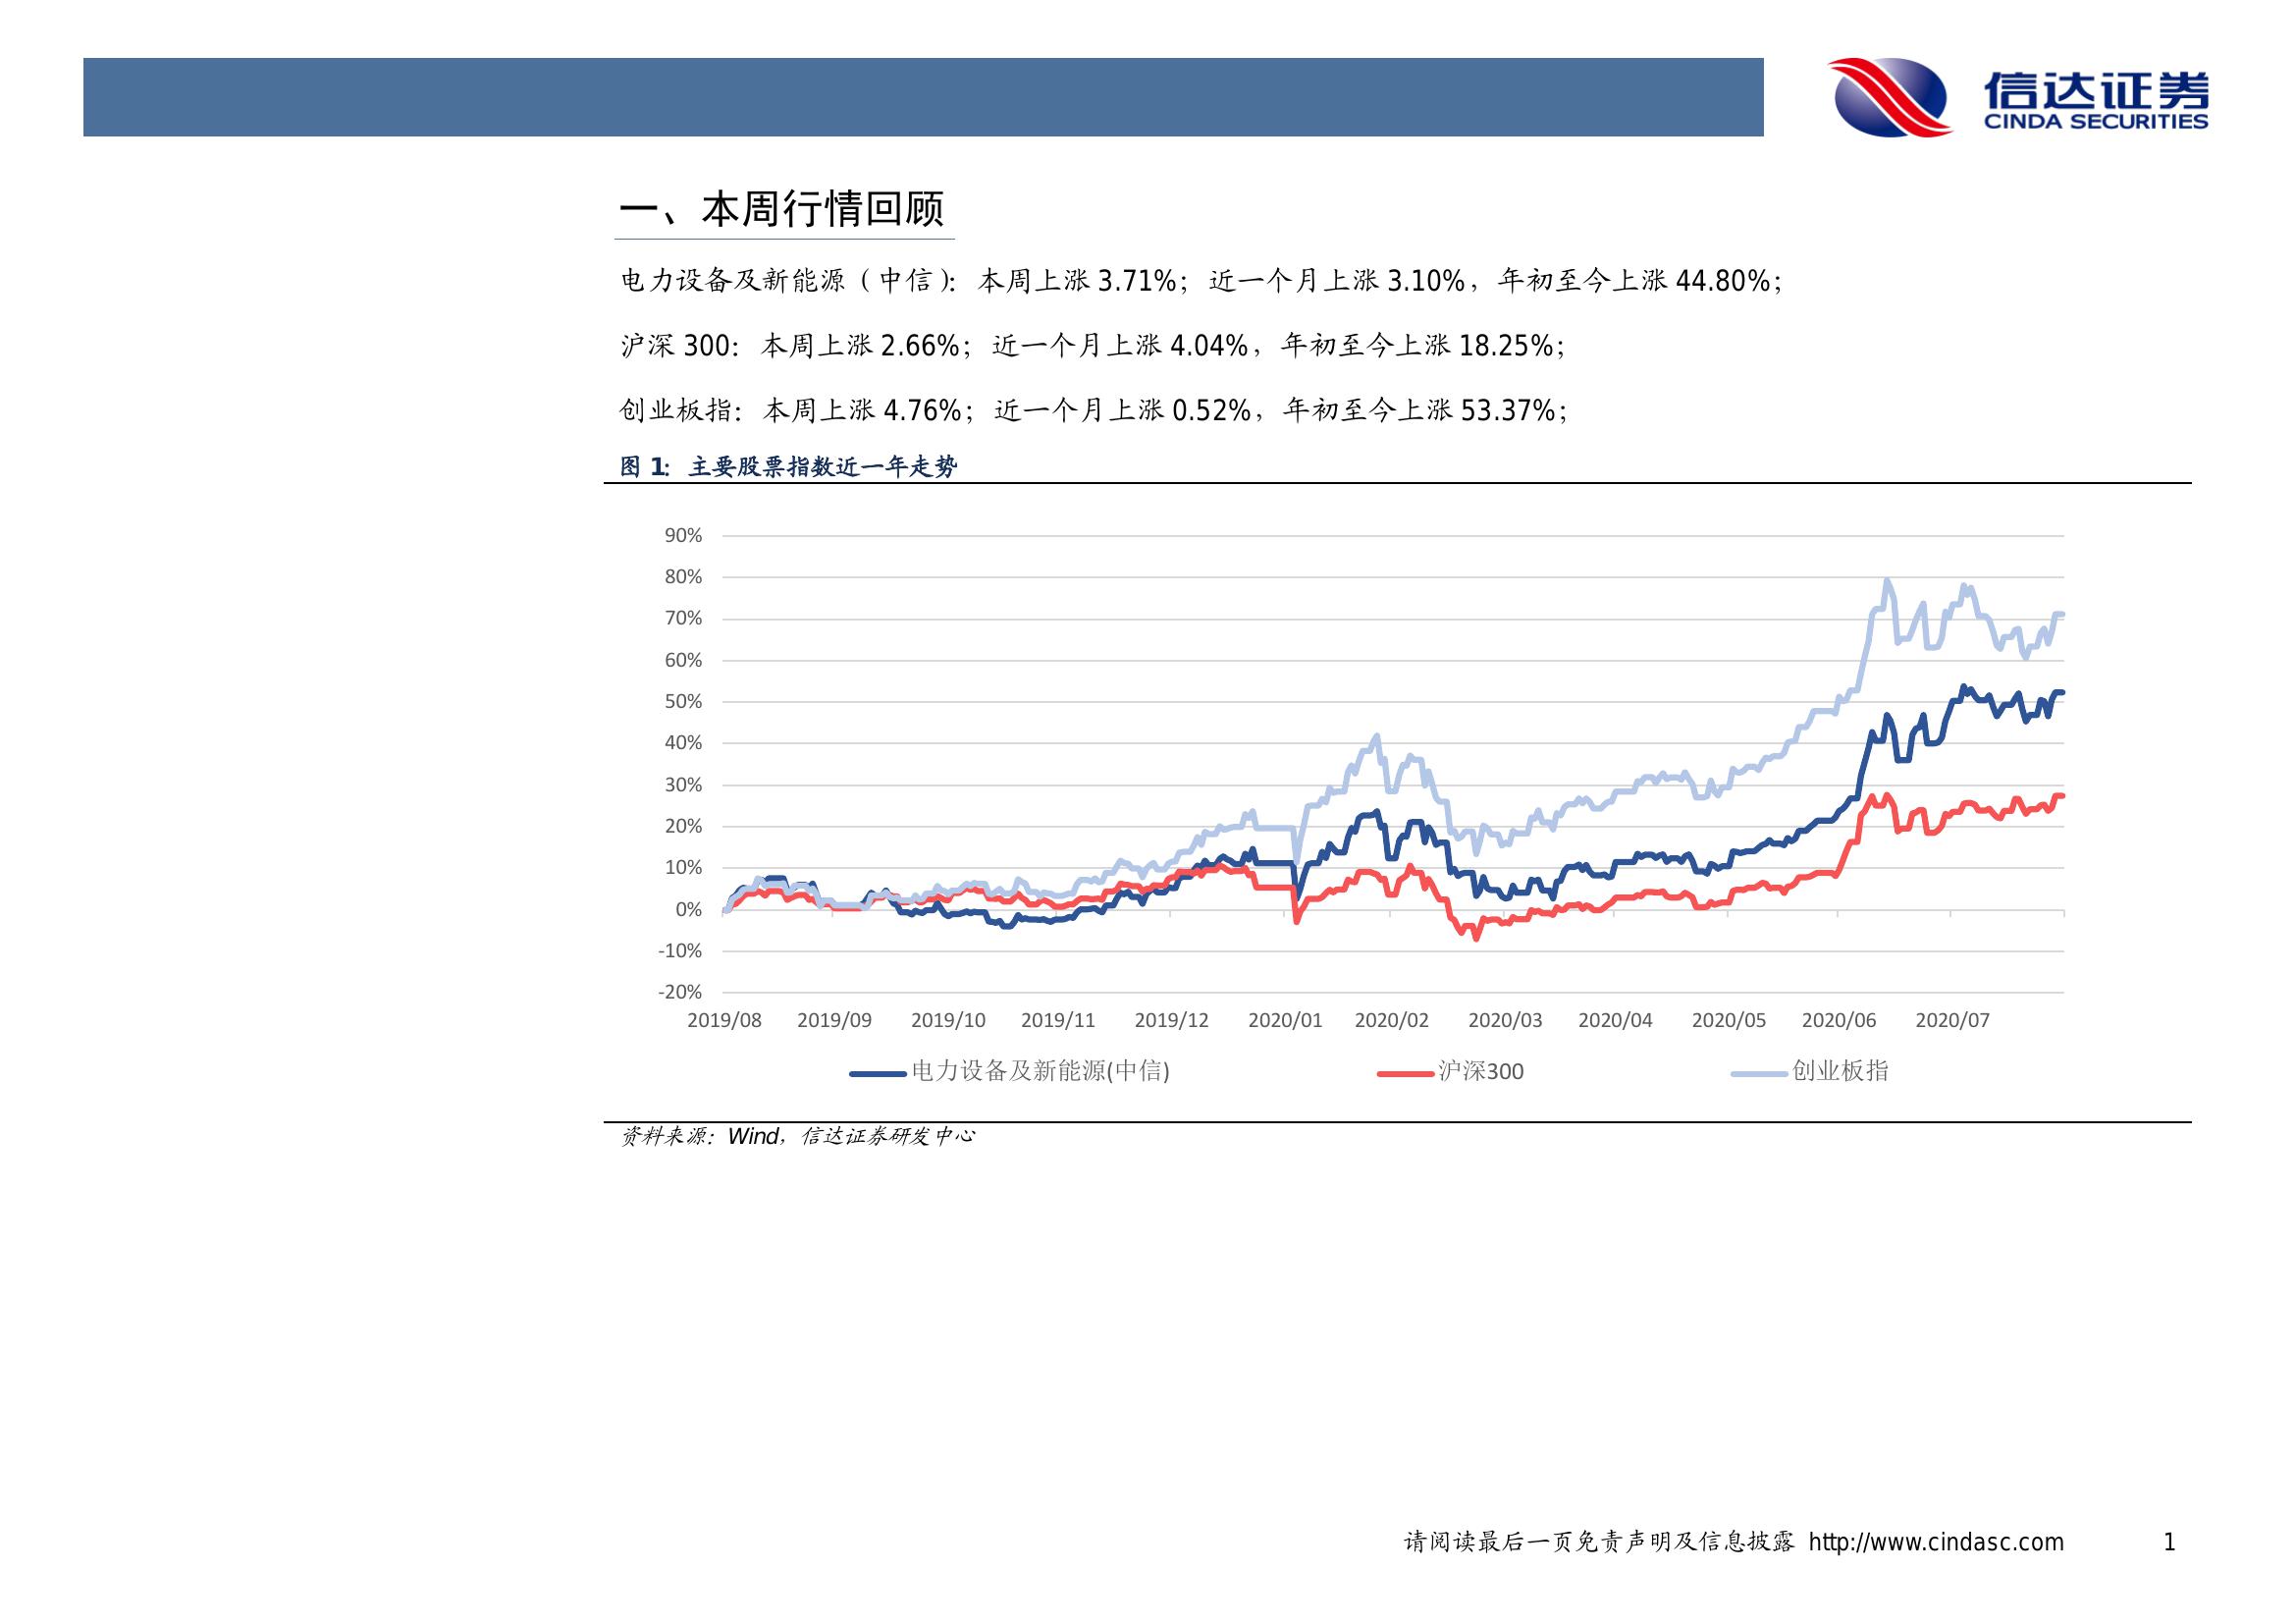 信达证券
CINDA SECURITIES
一、本周行情回顾
电力设备及新能源（中信）：本周上涨 3.71%；近一个月上涨 3.10%，年初至今上涨 44.80%；
沪深 300：本周上涨 2.66%；近一个月上涨 4.04%，年初至今上涨 18.25%；
创业板指：本周上涨 4.76%；近一个月上涨 0.52%，年初至今上涨 53.37%；
图 1：主要股票指数近一年走势
90%
80%
70%
60%
50%
40%
30%
20%
10%
0%
-10%
-20%
2019/08 2019/09 2019/10 2019/11 2019/12 2020/01 2020/02 2020/03 2020/04 2020/05 2020/06 2020/07
电力设备及新能源(中信) 沪深300 创业板指
资料来源：Wind，信达证券研发中心
请阅读最后一页免责声明及信息披露 http://www.cindasc.com 1